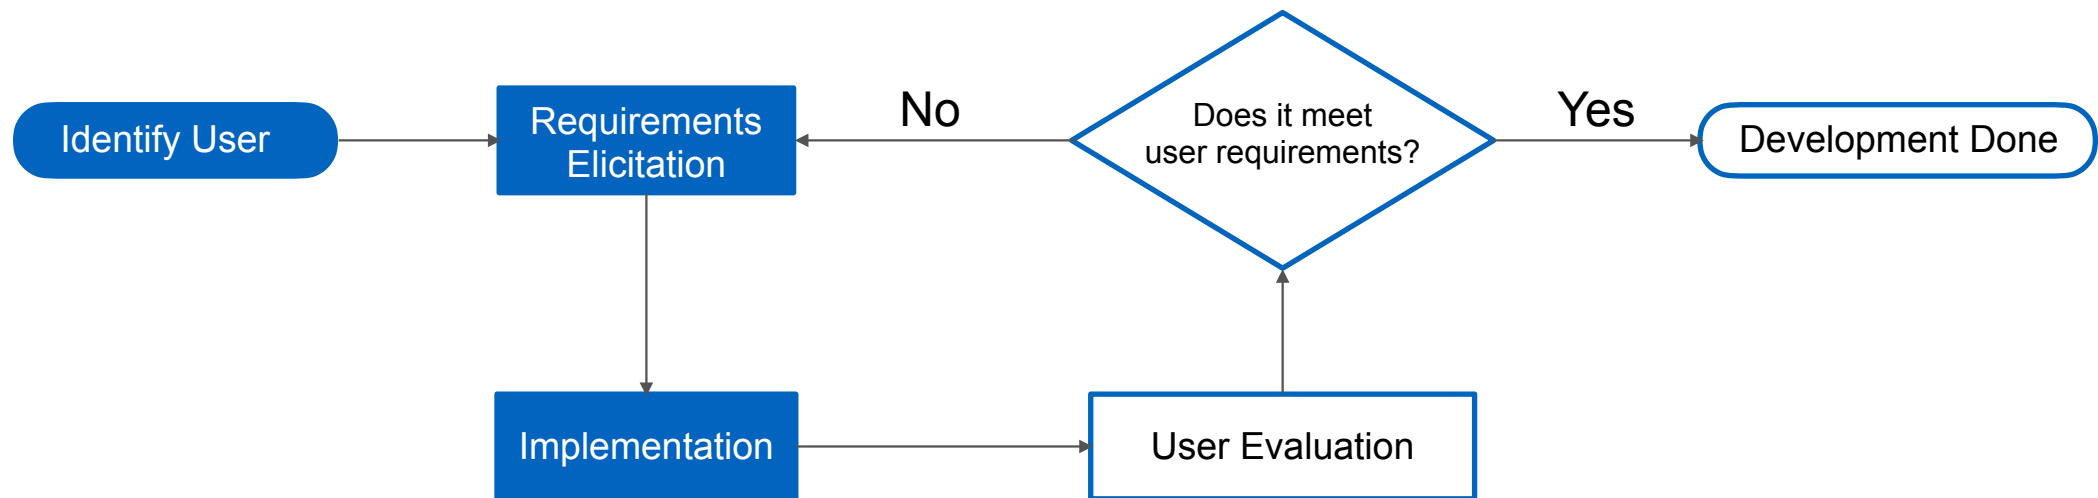 Identify User
Requirements
Elicitation
No
Does it meet
user requirements?
Yes
Development Done
Implementation
User Evaluation